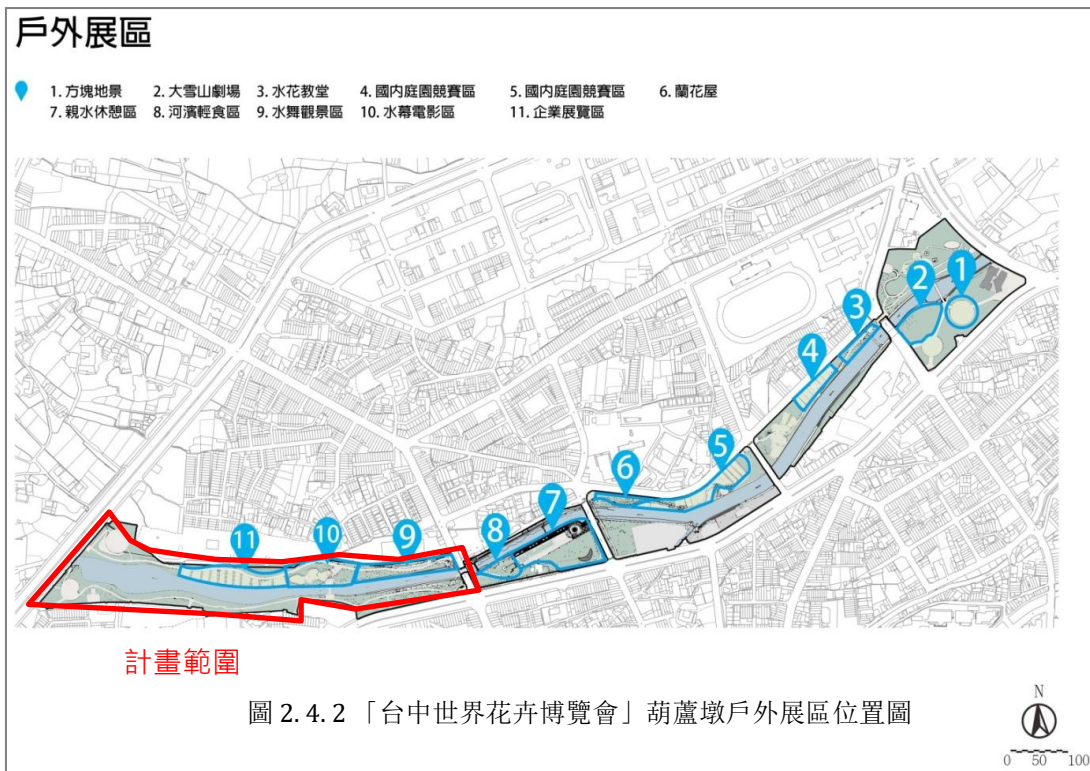 戶外展區
1. 方塊地景 2. 大雪山劇場 3. 水花教堂 4. 國內庭園競賽區 5. 國內庭園競賽區 6. 蘭花屋
7. 親水休憩區 8. 河濱輕食區 9. 水舞觀景區 10. 水幕電影區 11. 企業展覽區
1
2
3
4
5
6
7
8
9
10
11
計畫範圍
圖 2.4.2 「台中世界花卉博覽會」葫蘆墩戶外展區位置圖
N
0 50 100